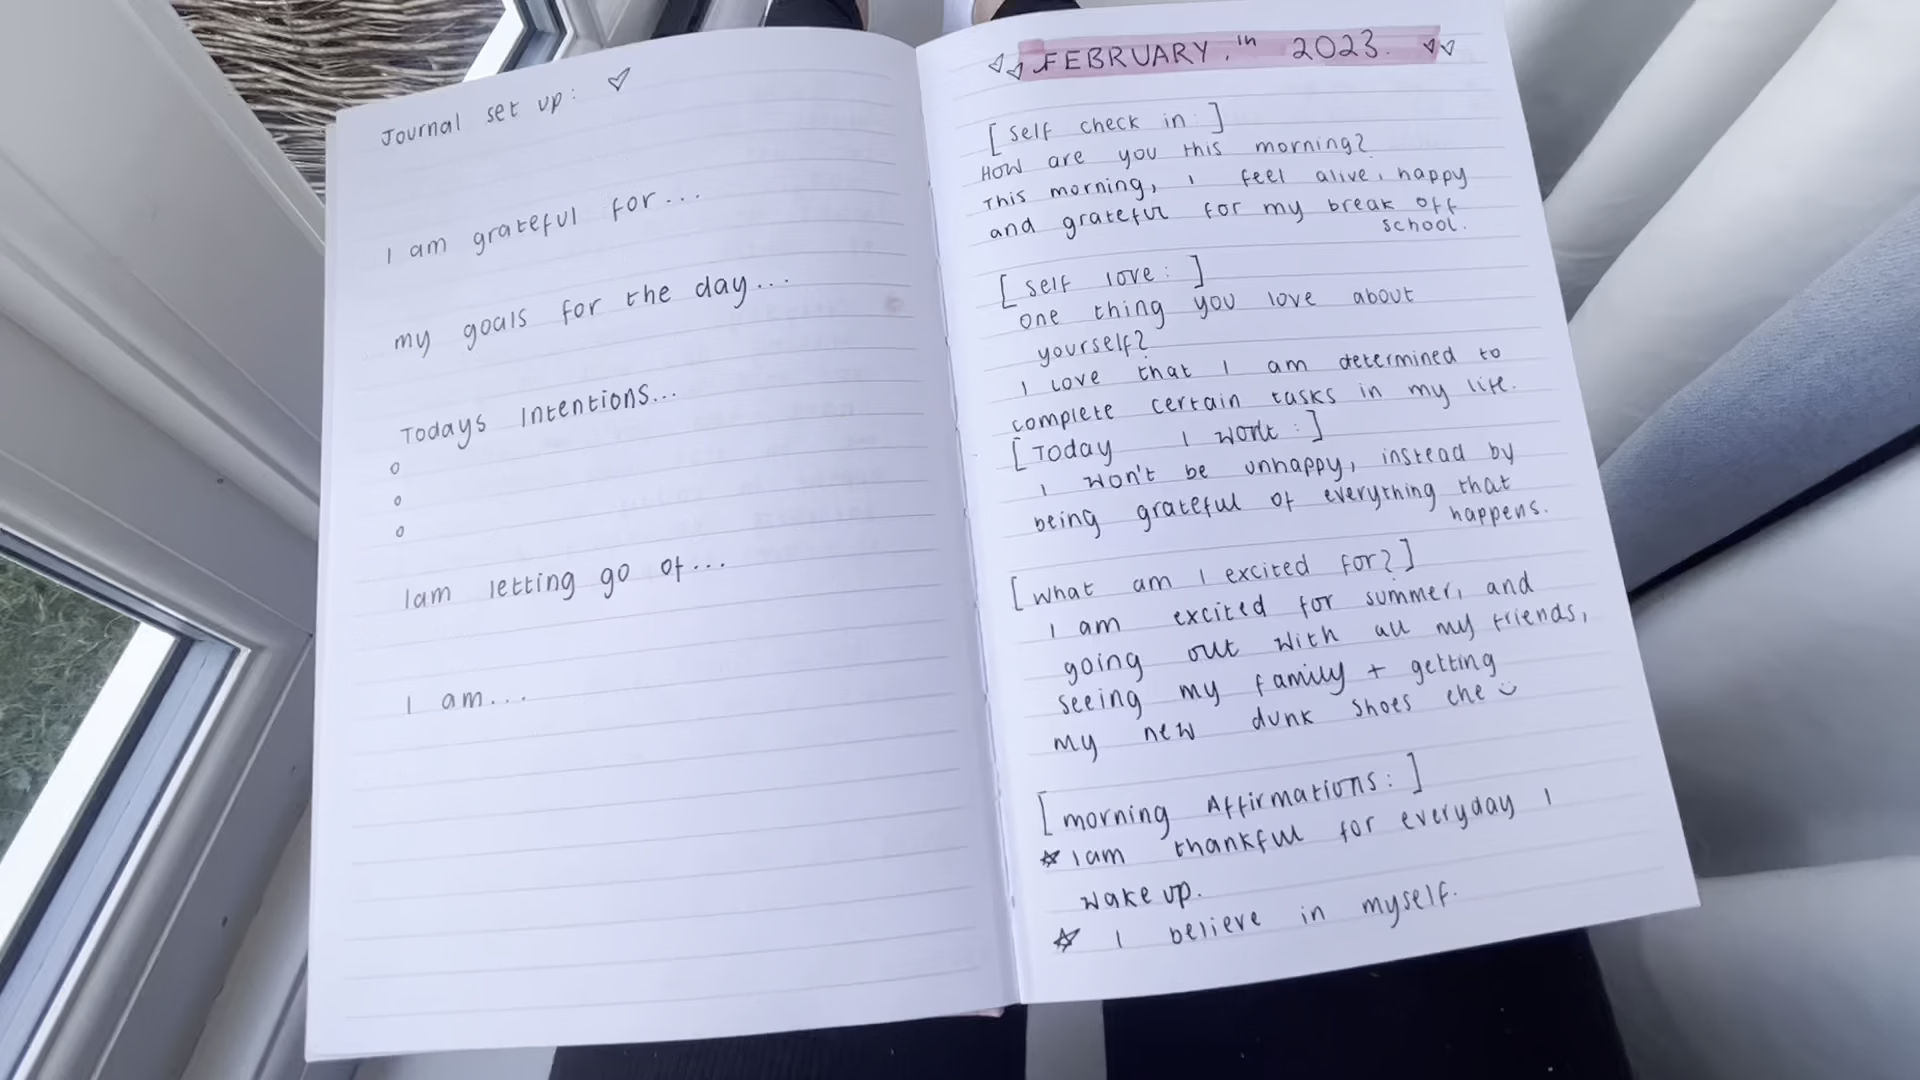 Journal set up: ♡
I am grateful for...
my goals for the day...
Todays Intentions...
o
o
o
Iam letting go of...
I am...
FEBRUARY. in 2023.
[self check in:]
How are you this morning?
This morning, I feel alive, happy
and grateful for my break off
school.
[self love:]
one thing you love about
yourself?
I love that I am determined to
complete certain tasks in my life.
[Today I wont:]
I won't be unhappy, instead by
being grateful of everything that
happens.
[what am I excited for?]
I am excited for summer, and
going out with all my friends,
seeing my family + getting
my new dunk shoes ☺
[morning Affirmations:]
☆ Iam thankful for everyday I
wake up.
☆ I believe in myself.